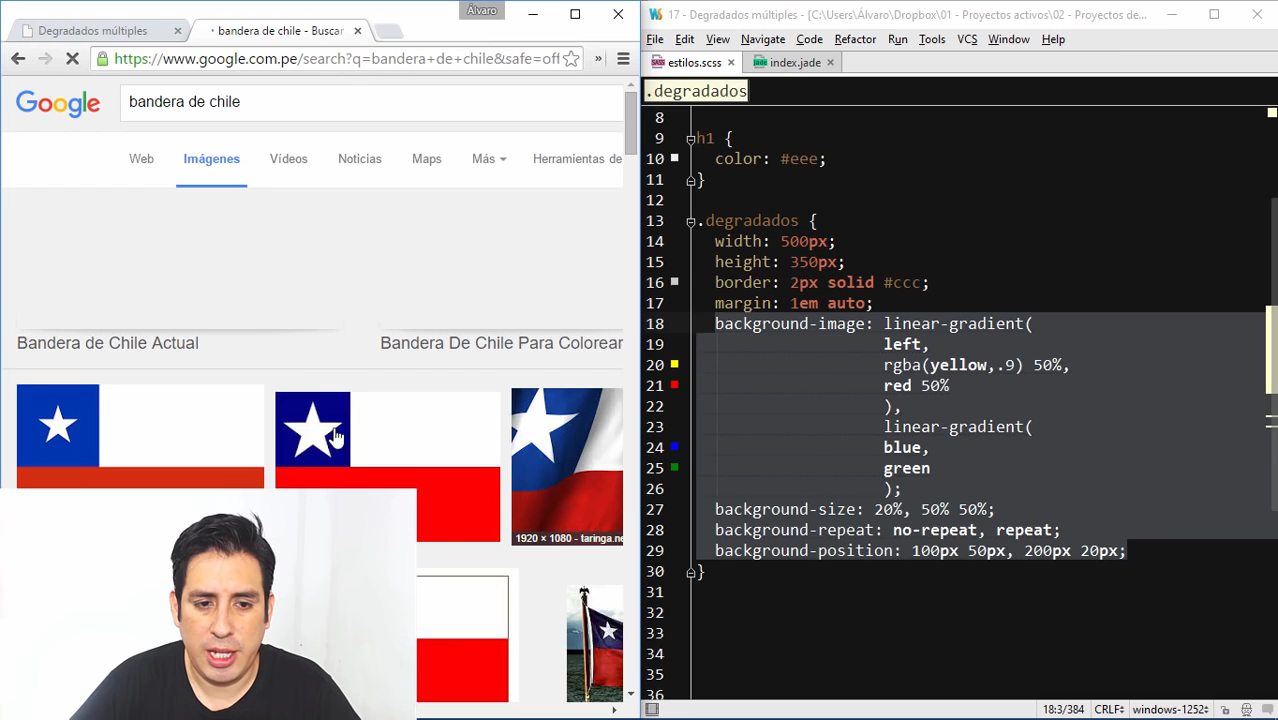 Álvaro
Degradados múltiples
bandera de chile - Buscar
https://www.google.com.pe/search?q=bandera+de+chile&safe=off
Google
bandera de chile
Web Imágenes Vídeos Noticias Maps Más Herramientas de
Bandera de Chile Actual
Bandera De Chile Para Colorear
1920 × 1080 - taringa.ne
17 - Degradados múltiples - [C:\Users\Álvaro\Dropbox\01 - Proyectos activos\02 - Proyectos de...
File Edit View Navigate Code Refactor Run Tools VCS Window Help
estilos.scss index.jade
.degradados
8
9 h1 {
10 color: #eee;
11 }
12
13 .degradados {
14 width: 500px;
15 height: 350px;
16 border: 2px solid #ccc;
17 margin: 1em auto;
18 background-image: linear-gradient(
19 left,
20 rgba(yellow,.9) 50%,
21 red 50%
22 ),
23 linear-gradient(
24 blue,
25 green
26 );
27 background-size: 20%, 50% 50%;
28 background-repeat: no-repeat, repeat;
29 background-position: 100px 50px, 200px 20px;
30 }
31
32
33
34
35
36
18:3/384 CRLF windows-1252